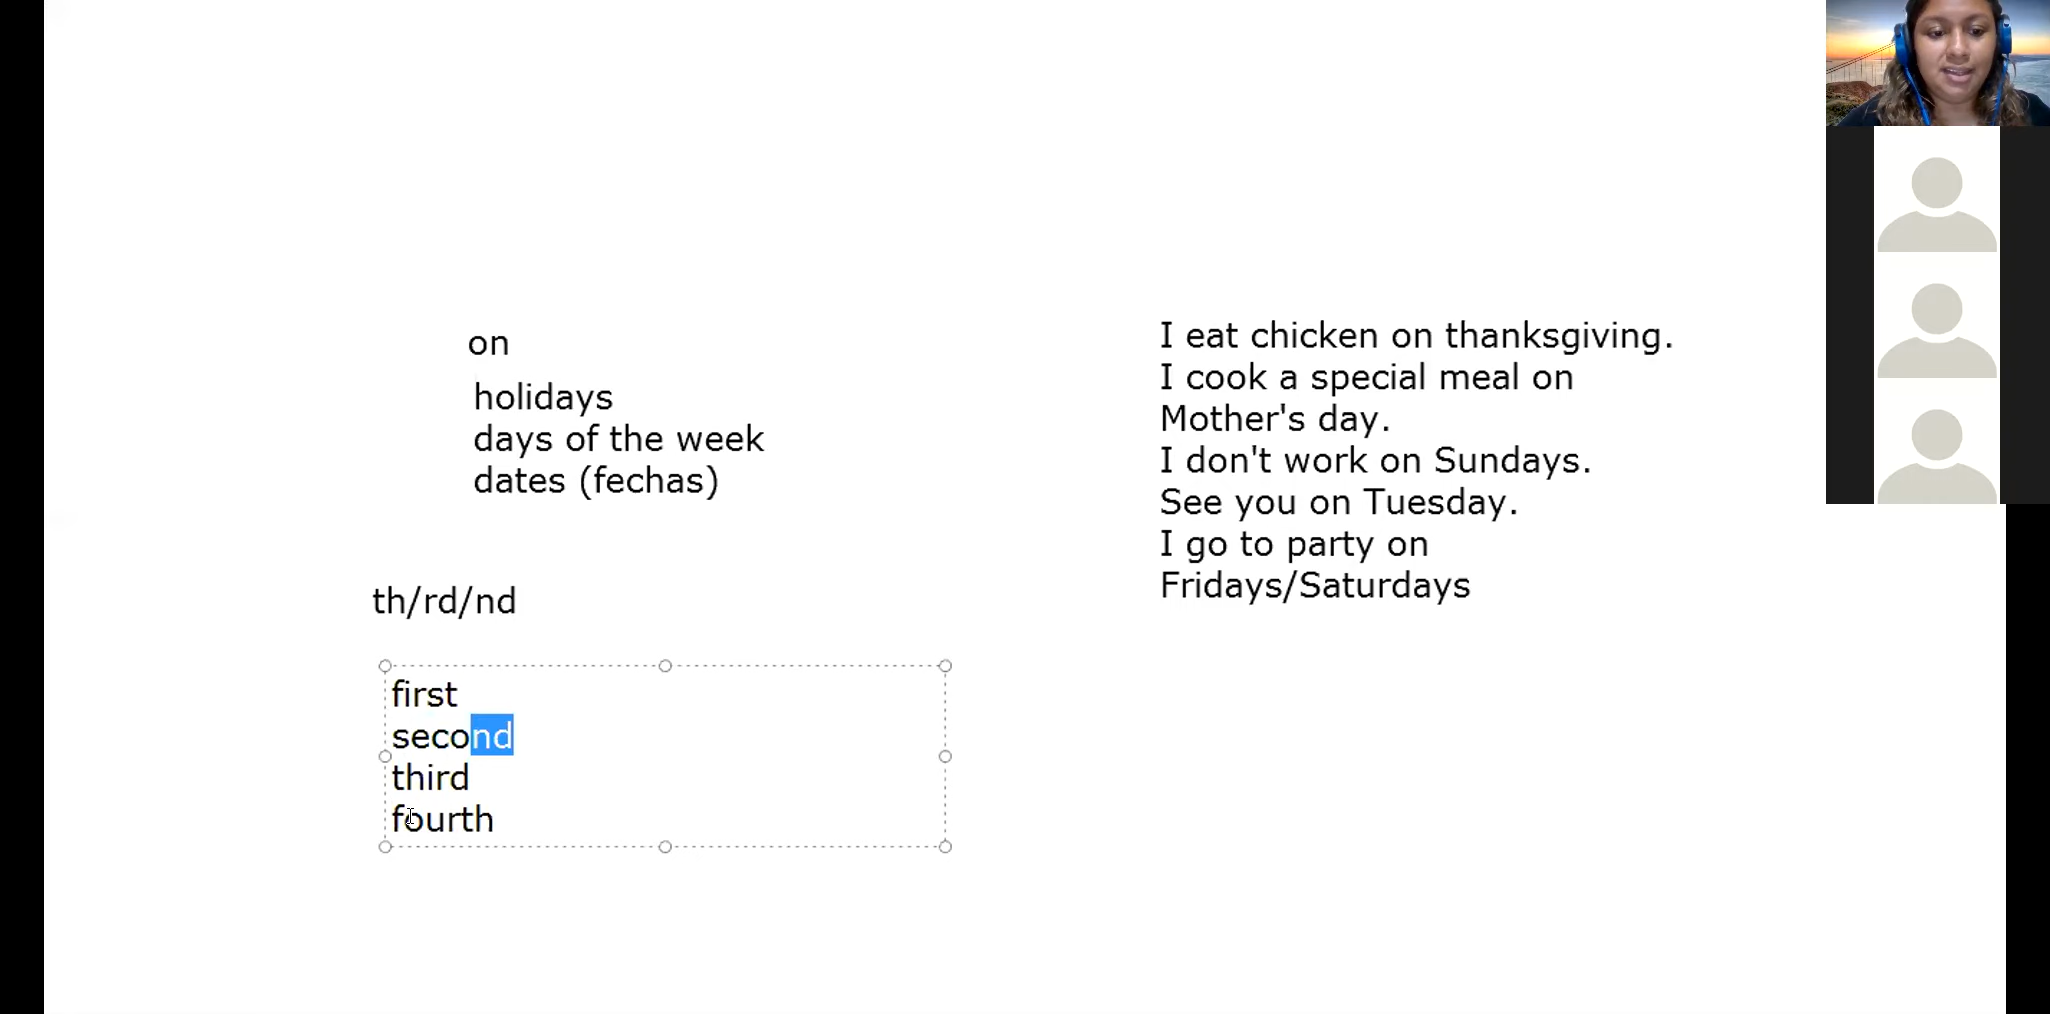 on
holidays
days of the week
dates (fechas)
th/rd/nd
first
second
third
fourth
I eat chicken on thanksgiving.
I cook a special meal on
Mother's day.
I don't work on Sundays.
See you on Tuesday.
I go to party on
Fridays/Saturdays